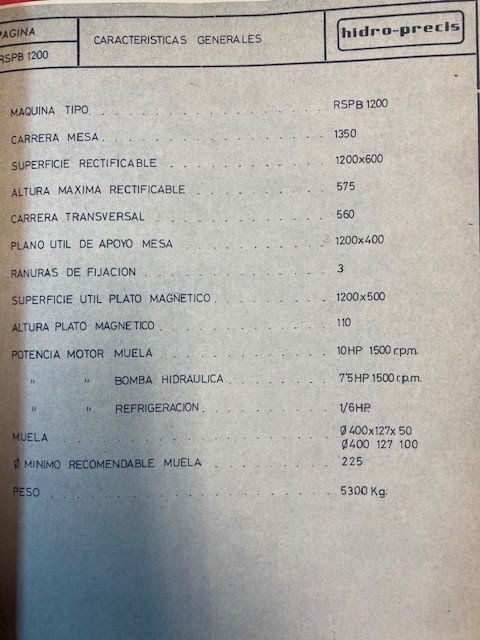 PAGINA
RSPB 1200
CARACTERISTICAS GENERALES
hidro-precis
MAQUINA TIPO. . . . . . . . . . . . . . . . . . RSPB 1200
CARRERA MESA . . . . . . . . . . . . . . . . . 1350
SUPERFICIE RECTIFICABLE . . . . . . . . . . . . 1200x600
ALTURA MAXIMA RECTIFICABLE . . . . . . . . . . 575
CARRERA TRANSVERSAL . . . . . . . . . . . . . 560
PLANO UTIL DE APOYO MESA . . . . . . . . . . . 1200x400
RANURAS DE FIJACION . . . . . . . . . . . . . . 3
SUPERFICIE UTIL PLATO MAGNETICO . . . . . . . . 1200x500
ALTURA PLATO MAGNETICO . . . . . . . . . . . . 110
POTENCIA MOTOR MUELA . . . . . . . . . . . . . 10HP 1500 r.p.m.
" " BOMBA HIDRAULICA . . . . . . . 7'5HP 1500 r.p.m.
" " REFRIGERACION . . . . . . . . . 1/6HP.
MUELA . . . . . . . . . . . . . . . . . . . . Ø 400x127x 50
Ø 400 127 100
Ø MINIMO RECOMENDABLE MUELA . . . . . . . . . 225
PESO . . . . . . . . . . . . . . . . . . . . . 5300 Kg.